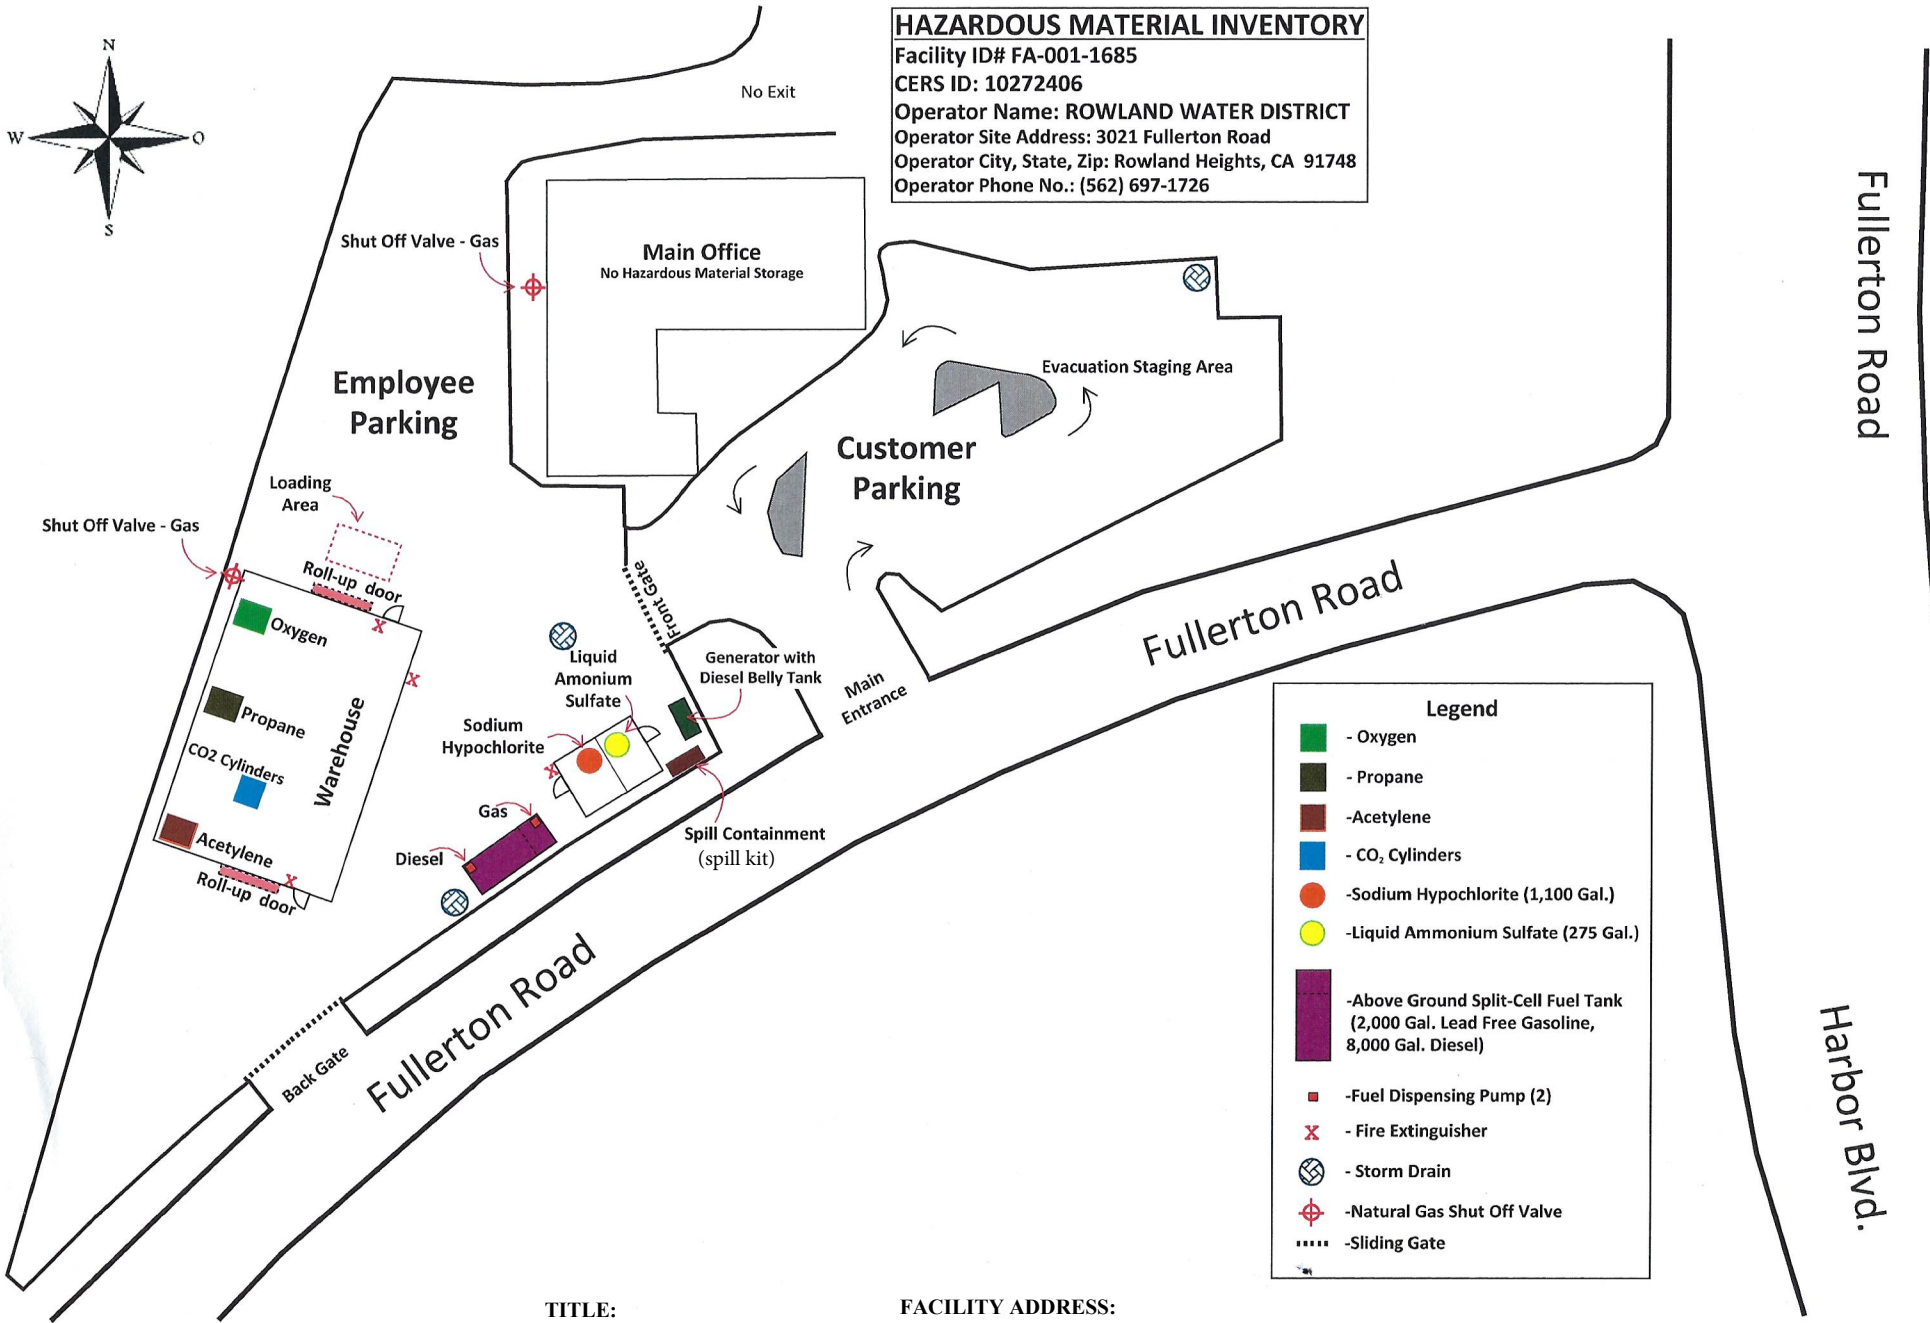 HAZARDOUS MATERIAL INVENTORY
Facility ID# FA-001-1685
CERS ID: 10272406
Operator Name: ROWLAND WATER DISTRICT
Operator Site Address: 3021 Fullerton Road
Operator City, State, Zip: Rowland Heights, CA 91748
Operator Phone No.: (562) 697-1726
N
W
O
S
No Exit
Shut Off Valve - Gas
Main Office
No Hazardous Material Storage
Fullerton Road
Employee
Parking
Evacuation Staging Area
Customer
Parking
Loading
Area
Shut Off Valve - Gas
Roll-up door
Front Gate
Fullerton Road
Oxygen
Propane
CO2 Cylinders
Warehouse
Acetylene
Roll-up door
Liquid
Amonium
Sulfate
Generator with
Diesel Belly Tank
Main
Entrance
Sodium
Hypochlorite
Gas
Diesel
Spill Containment
(spill kit)
Back Gate
Fullerton Road
Legend
- Oxygen
- Propane
-Acetylene
- CO₂ Cylinders
-Sodium Hypochlorite (1,100 Gal.)
-Liquid Ammonium Sulfate (275 Gal.)
-Above Ground Split-Cell Fuel Tank
(2,000 Gal. Lead Free Gasoline,
8,000 Gal. Diesel)
-Fuel Dispensing Pump (2)
X - Fire Extinguisher
- Storm Drain
-Natural Gas Shut Off Valve
-Sliding Gate
Harbor Blvd.
TITLE:
FACILITY ADDRESS: